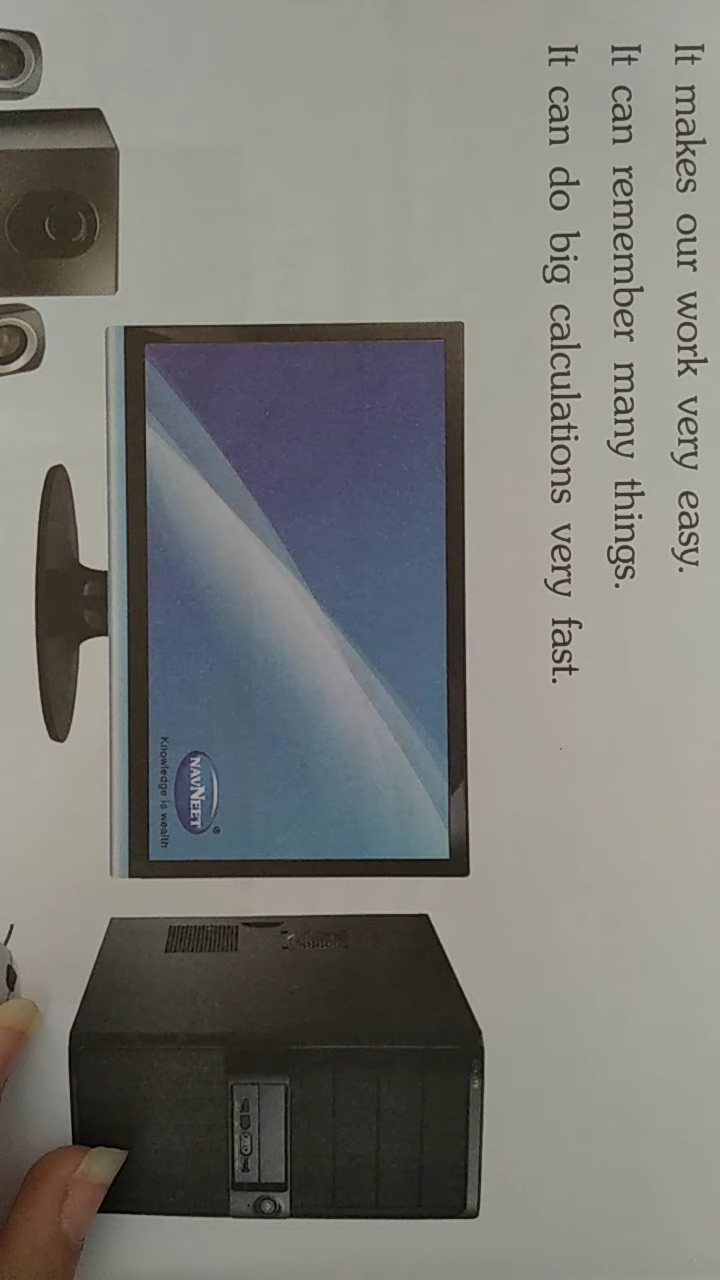 It makes our work very easy.
It can remember many things.
It can do big calculations very fast.
NAVNEET®
Knowledge is wealth